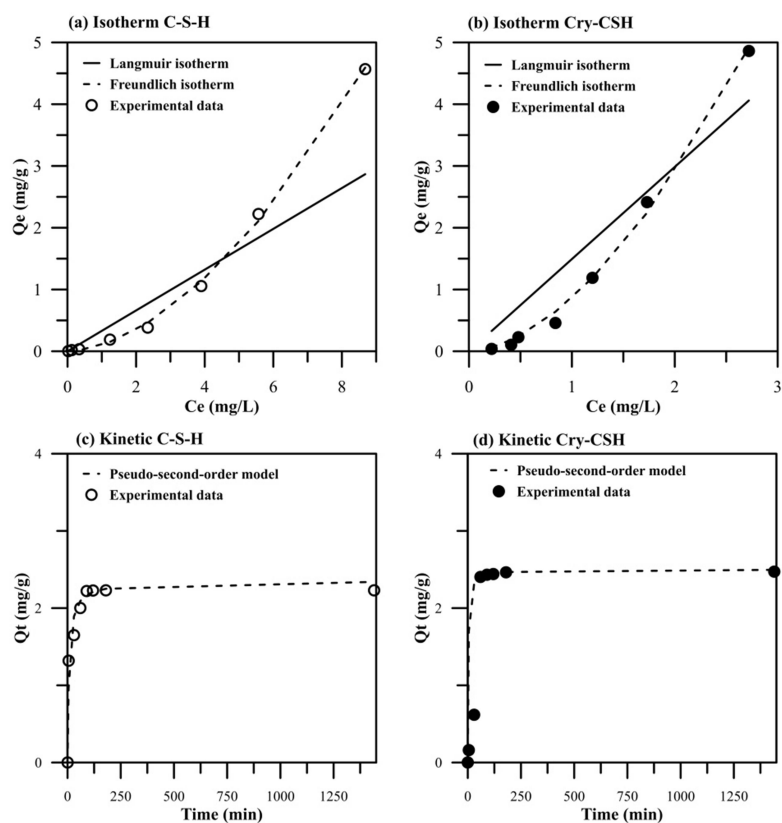 (a) Isotherm C-S-H
5
4
3
2
1
0
Qe (mg/g)
Langmuir isotherm
Freundlich isotherm
Experimental data
0 2 4 6 8
Ce (mg/L)
(b) Isotherm Cry-CSH
5
4
3
2
1
0
Qe (mg/g)
Langmuir isotherm
Freundlich isotherm
Experimental data
0 1 2 3
Ce (mg/L)
(c) Kinetic C-S-H
4
2
0
Qt (mg/g)
Pseudo-second-order model
Experimental data
0 250 500 750 1000 1250
Time (min)
(d) Kinetic Cry-CSH
4
2
0
Qt (mg/g)
Pseudo-second-order model
Experimental data
0 250 500 750 1000 1250
Time (min)